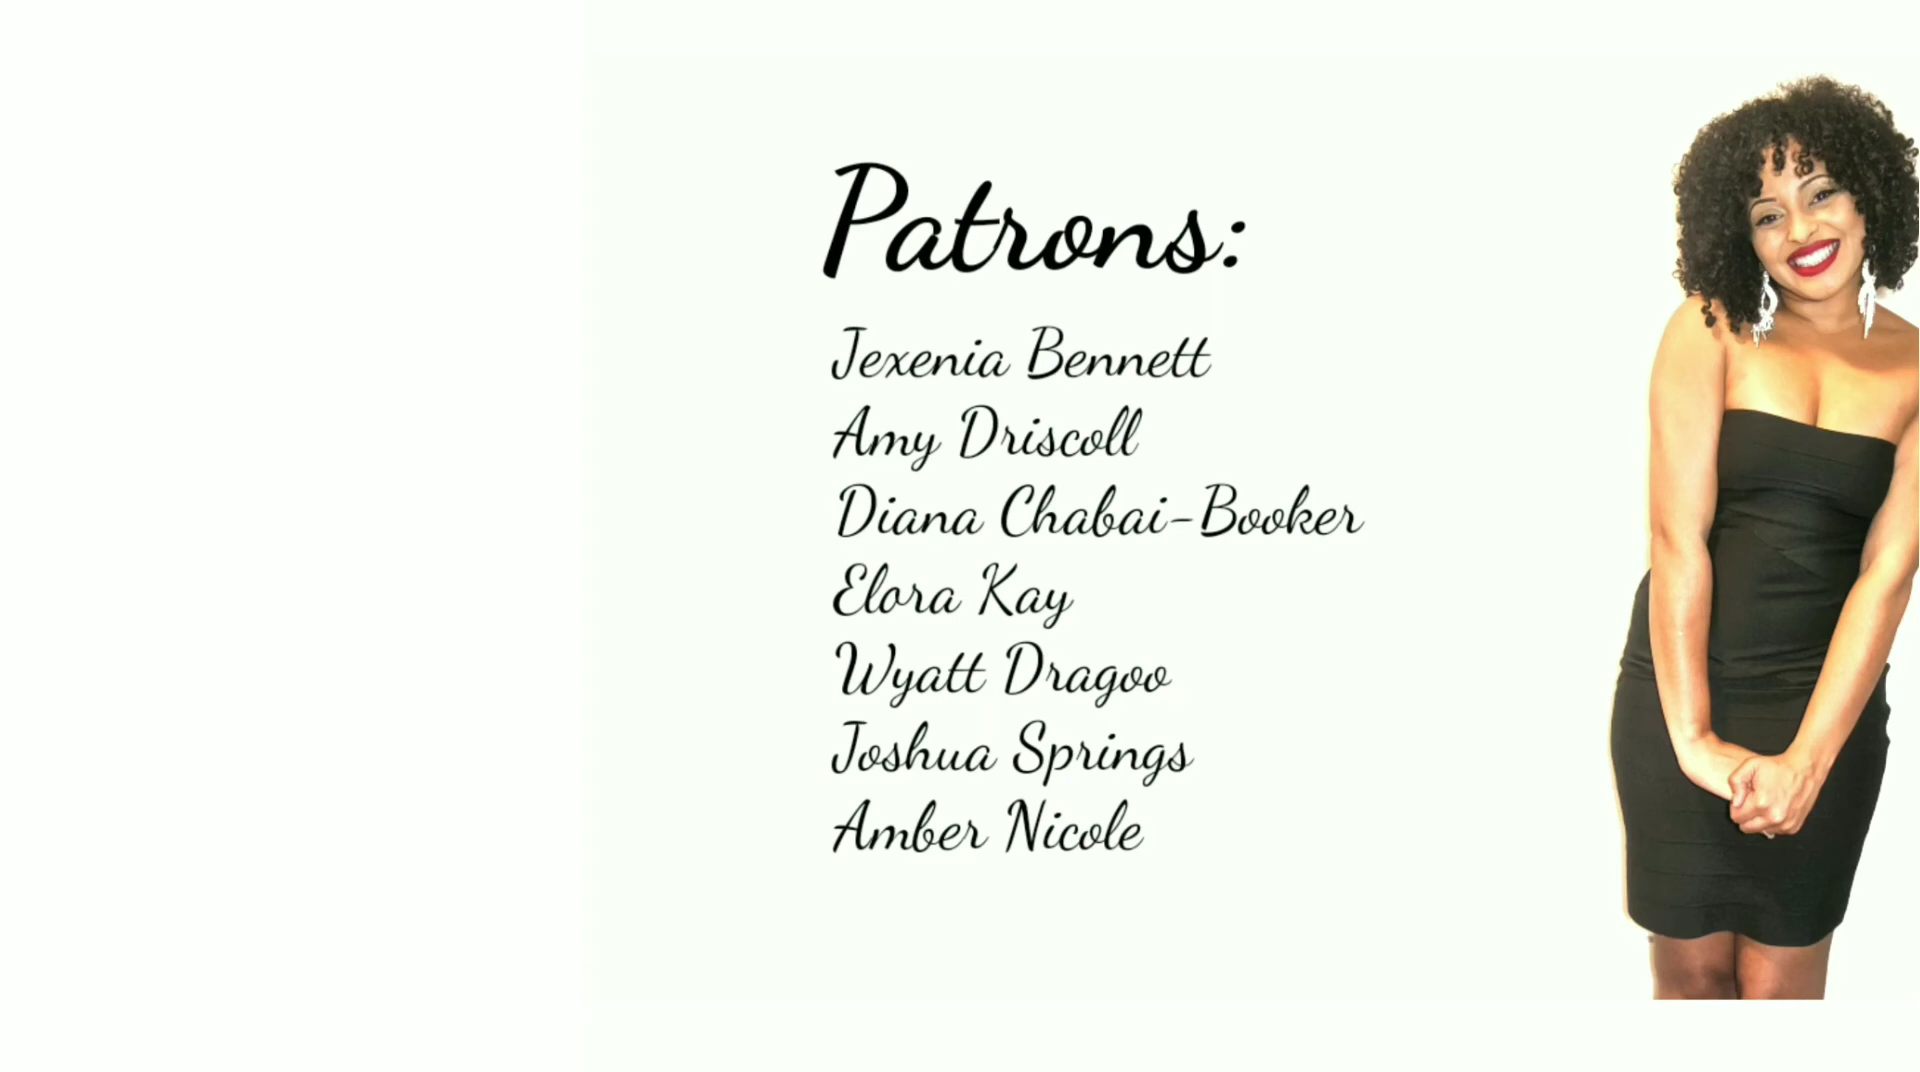 Patrons:
Jexenia Bennett
Amy Driscoll
Diana Chabai-Booker
Elora Kay
Wyatt Dragoo
Joshua Springs
Amber Nicole